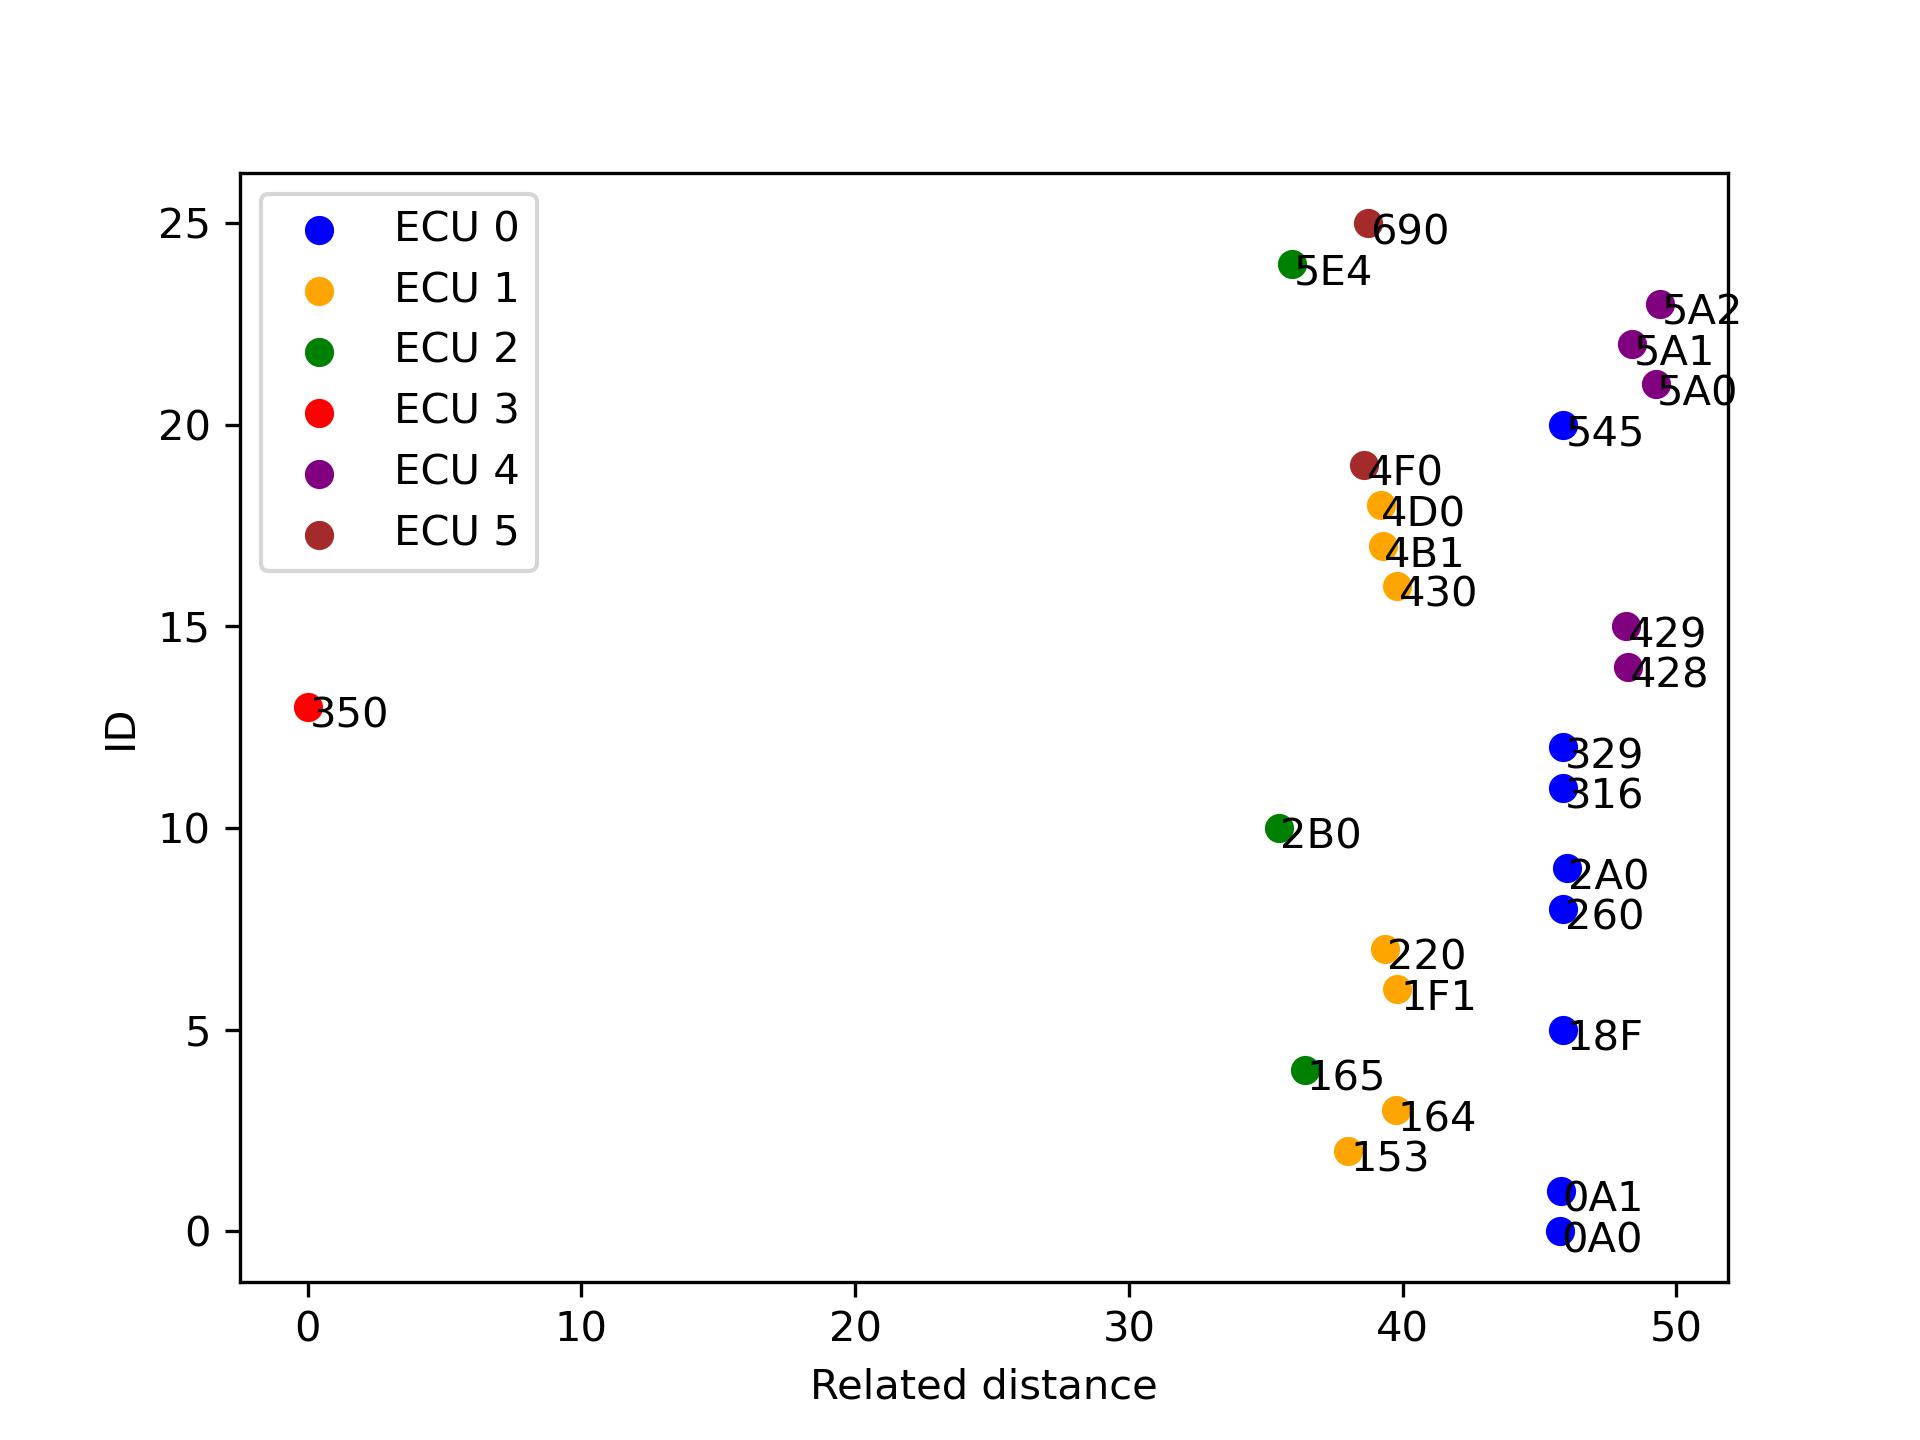 ECU 0
ECU 1
ECU 2
ECU 3
ECU 4
ECU 5
25
20
15
10
5
0
ID
690
5E4
5A2
5A1
5A0
545
4F0
4D0
4B1
430
429
428
350
329
316
2B0
2A0
260
220
1F1
18F
165
164
153
0A1
0A0
0 10 20 30 40 50
Related distance